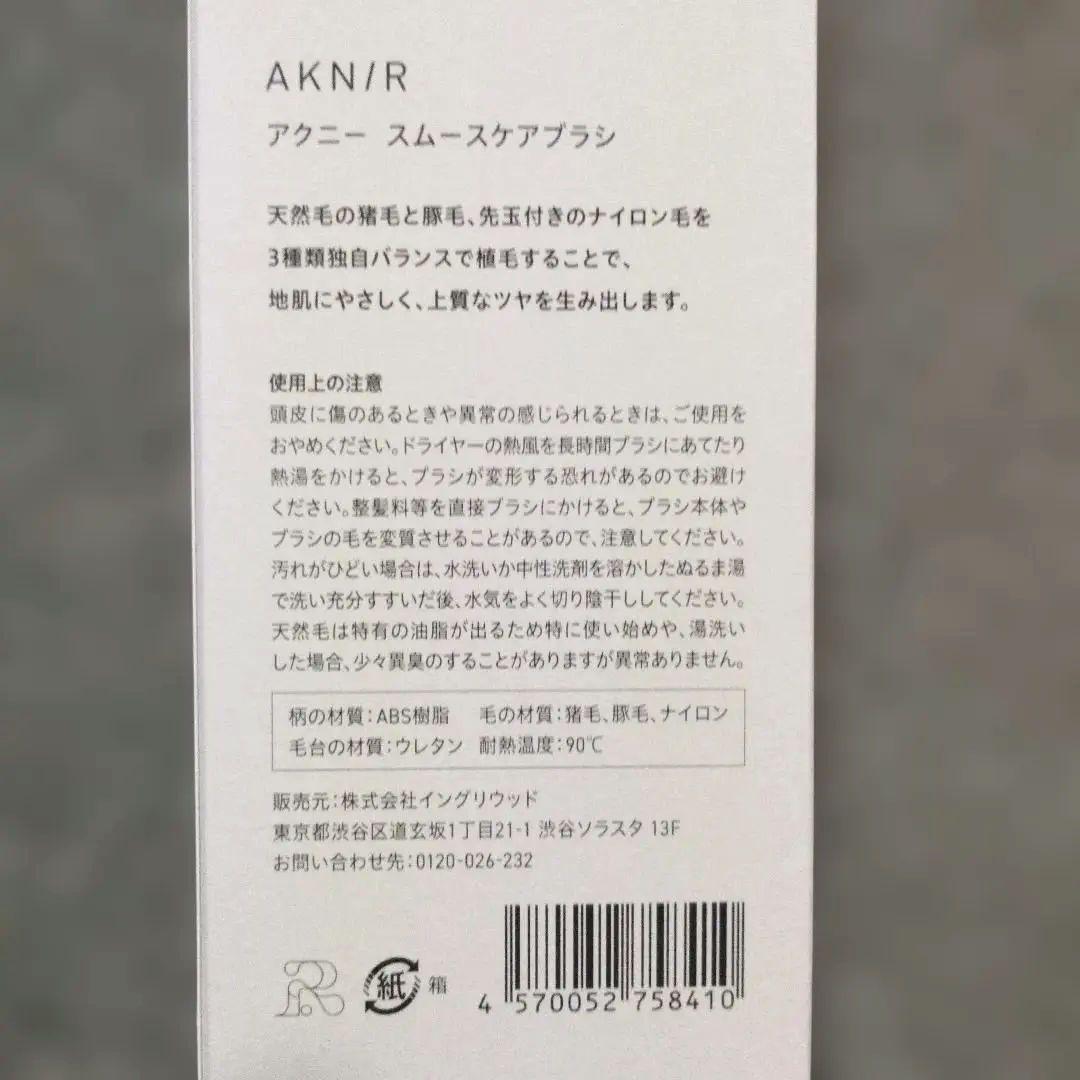 AKN/R
アクニー スムースケアブラシ
天然毛の猪毛と豚毛、先玉付きのナイロン毛を
3種類独自バランスで植毛することで、
地肌にやさしく、上質なツヤを生み出します。
使用上の注意
頭皮に傷のあるときや異常の感じられるときは、ご使用を
おやめください。ドライヤーの熱風を長時間ブラシにあてたり
熱湯をかけると、ブラシが変形する恐れがあるのでお避け
ください。整髪料等を直接ブラシにかけると、ブラシ本体や
ブラシの毛を変質させることがあるので、注意してください。
汚れがひどい場合は、水洗いか中性洗剤を溶かしたぬるま湯
で洗い充分すすいだ後、水気をよく切り陰干ししてください。
天然毛は特有の油脂が出るため特に使い始めや、湯洗い
した場合、少々異臭のすることがありますが異常ありません。
柄の材質：ABS樹脂 毛の材質：猪毛、豚毛、ナイロン
毛台の材質：ウレタン 耐熱温度：90℃
販売元：株式会社イングリウッド
東京都渋谷区道玄坂1丁目21-1 渋谷ソラスタ 13F
お問い合わせ先：0120-026-232
R 紙 箱
4 570052 758410